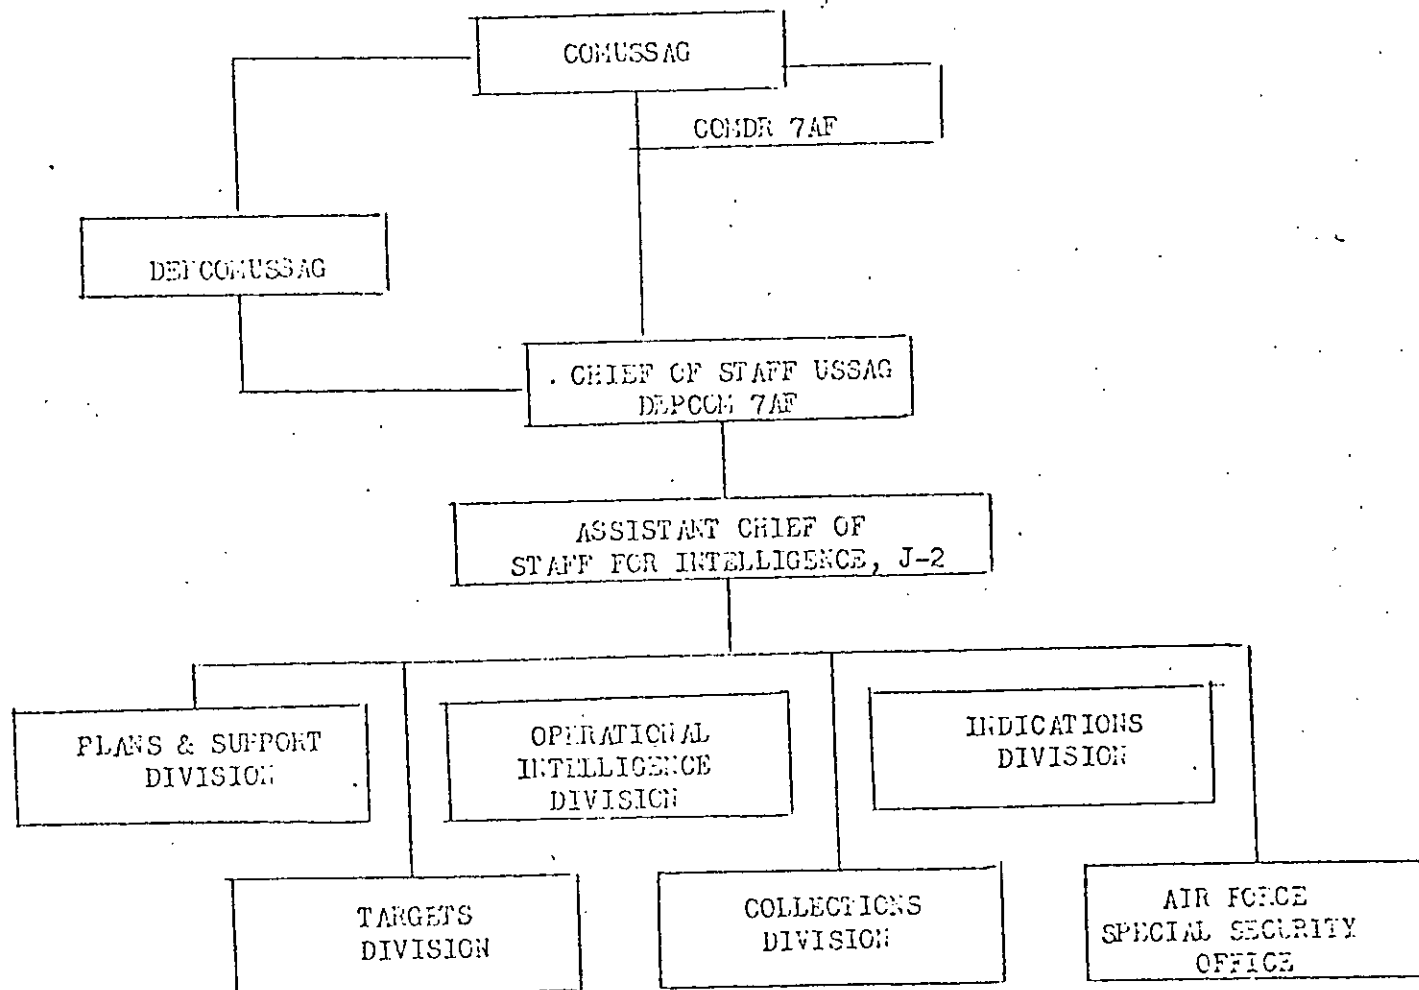 COMUSSAG
COMDR 7AF
DEPCOMUSSAG
CHIEF OF STAFF USSAG
DEPCOM 7AF
ASSISTANT CHIEF OF
STAFF FOR INTELLIGENCE, J-2
PLANS & SUPPORT
DIVISION
OPERATIONAL
INTELLIGENCE
DIVISION
INDICATIONS
DIVISION
TARGETS
DIVISION
COLLECTIONS
DIVISION
AIR FORCE
SPECIAL SECURITY
OFFICE